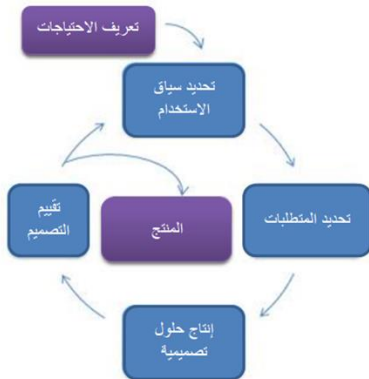 تعريف الاحتياجات
تحديد سياق
الاستخدام
تحديد المتطلبات
إنتاج حلول
تصميمية
تقييم
التصميم
المنتج